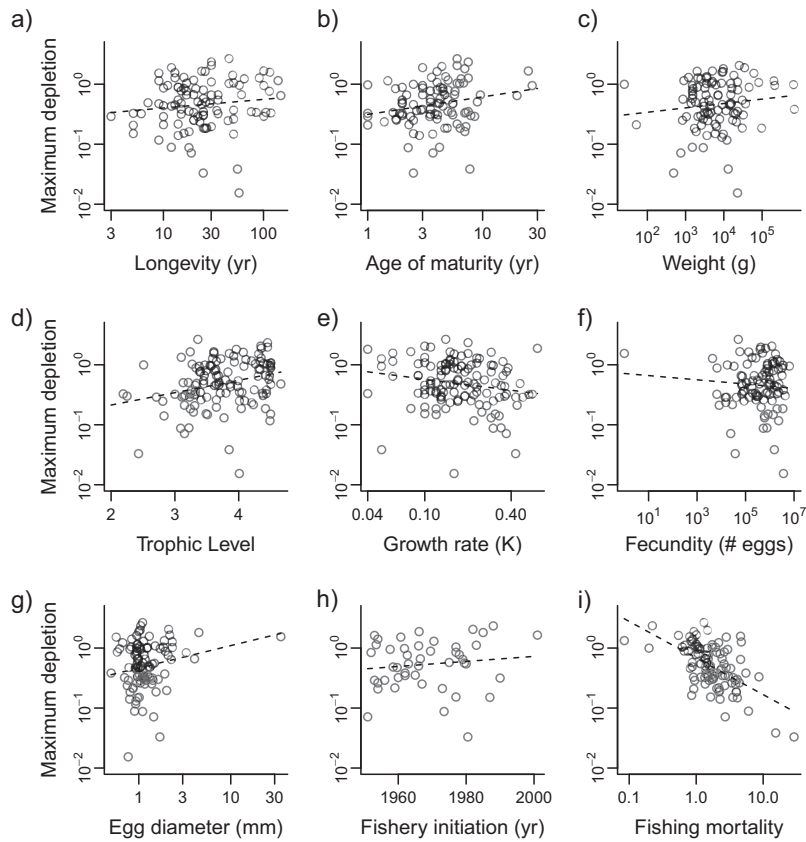 a)
b)
c)
Maximum depletion
10⁰
10⁻¹
10⁻²
3 10 30 100
1 3 10 30
10² 10³ 10⁴ 10⁵
Longevity (yr)
Age of maturity (yr)
Weight (g)
d)
e)
f)
Maximum depletion
10⁰
10⁻¹
10⁻²
2 3 4
0.04 0.10 0.40
10¹ 10³ 10⁵ 10⁷
Trophic Level
Growth rate (K)
Fecundity (# eggs)
g)
h)
i)
Maximum depletion
10⁰
10⁻¹
10⁻²
1 3 10 30
1960 1980 2000
0.1 1.0 10.0
Egg diameter (mm)
Fishery initiation (yr)
Fishing mortality